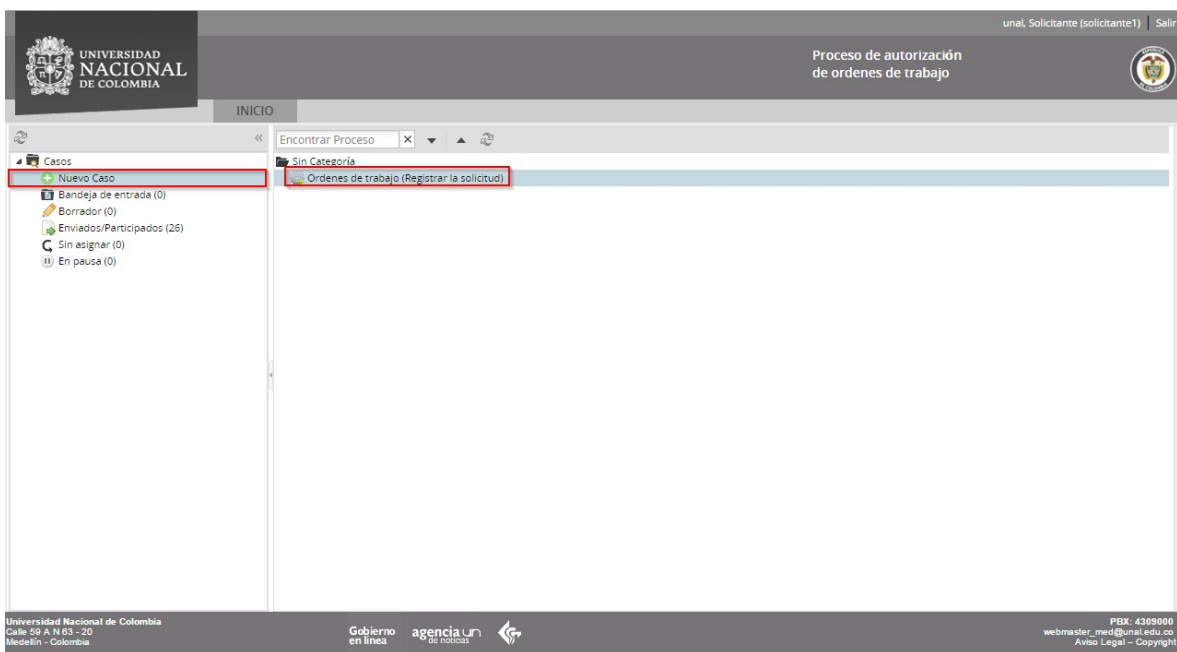 unal, Solicitante (solicitante1) Salir
UNIVERSIDAD
NACIONAL
DE COLOMBIA
Proceso de autorización
de ordenes de trabajo
INICIO
Encontrar Proceso
Casos
Nuevo Caso
Bandeja de entrada (0)
Borrador (0)
Enviados/Participados (26)
Sin asignar (0)
En pausa (0)
Sin Categoría
Ordenes de trabajo (Registrar la solicitud)
Universidad Nacional de Colombia
Calle 59 A N 63 - 20
Medellín - Colombia
Gobierno
en línea
agencia un
de noticias
PBX: 4309000
webmaster_med@unal.edu.co
Aviso Legal – Copyright